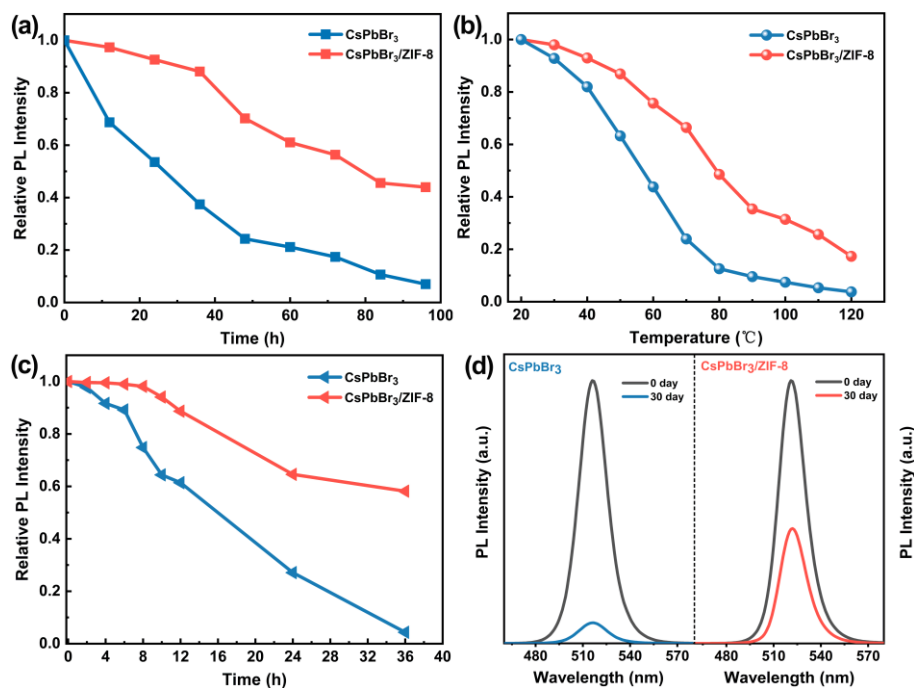 (a)
CsPbBr₃
CsPbBr₃/ZIF-8
Relative PL Intensity
1.0
0.8
0.6
0.4
0.2
0.0
0 20 40 60 80 100
Time (h)
(b)
CsPbBr₃
CsPbBr₃/ZIF-8
Relative PL Intensity
1.0
0.8
0.6
0.4
0.2
0.0
20 40 60 80 100 120
Temperature (℃)
(c)
CsPbBr₃
CsPbBr₃/ZIF-8
Relative PL Intensity
1.0
0.8
0.6
0.4
0.2
0.0
0 4 8 12 16 20 24 28 32 36 40
Time (h)
(d)
CsPbBr₃
0 day
30 day
CsPbBr₃/ZIF-8
0 day
30 day
PL Intensity (a.u.)
PL Intensity (a.u.)
480 510 540 570 480 510 540 570
Wavelength (nm) Wavelength (nm)